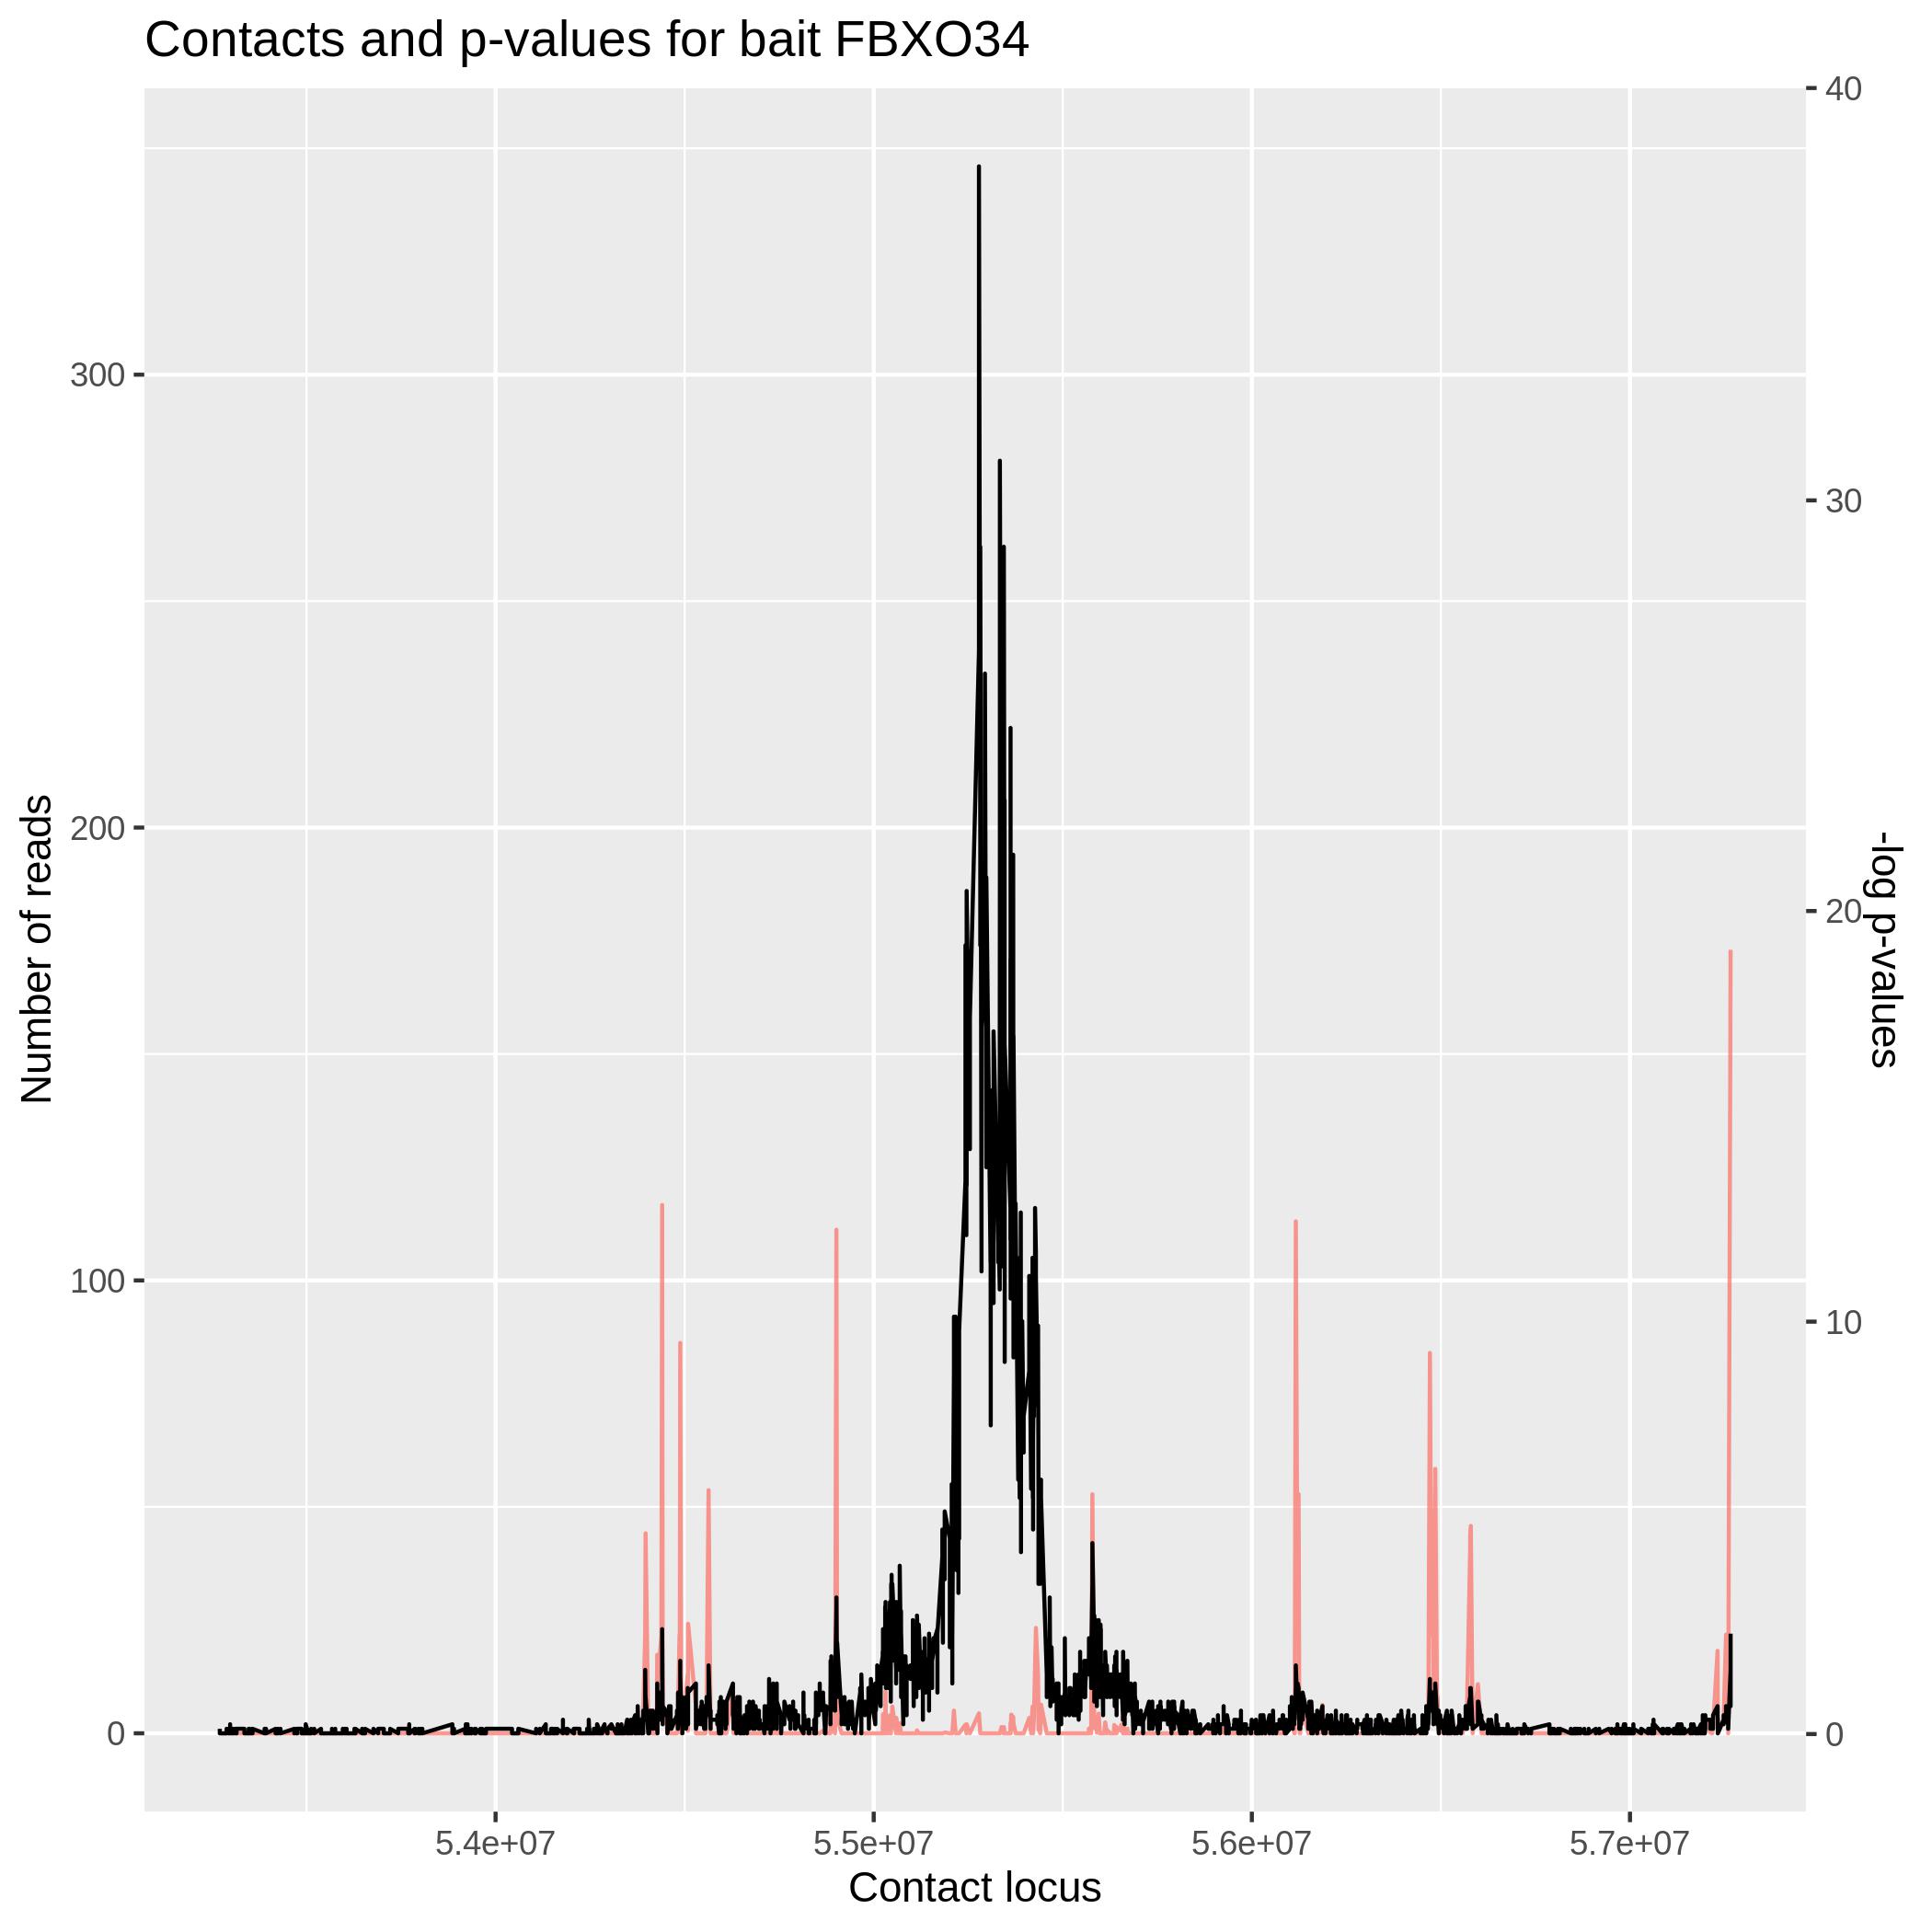 Contacts and p-values for bait FBXO34
40
30
20
10
0
300
200
100
0
Number of reads
-log p-values
5.4e+07
5.5e+07
5.6e+07
5.7e+07
Contact locus